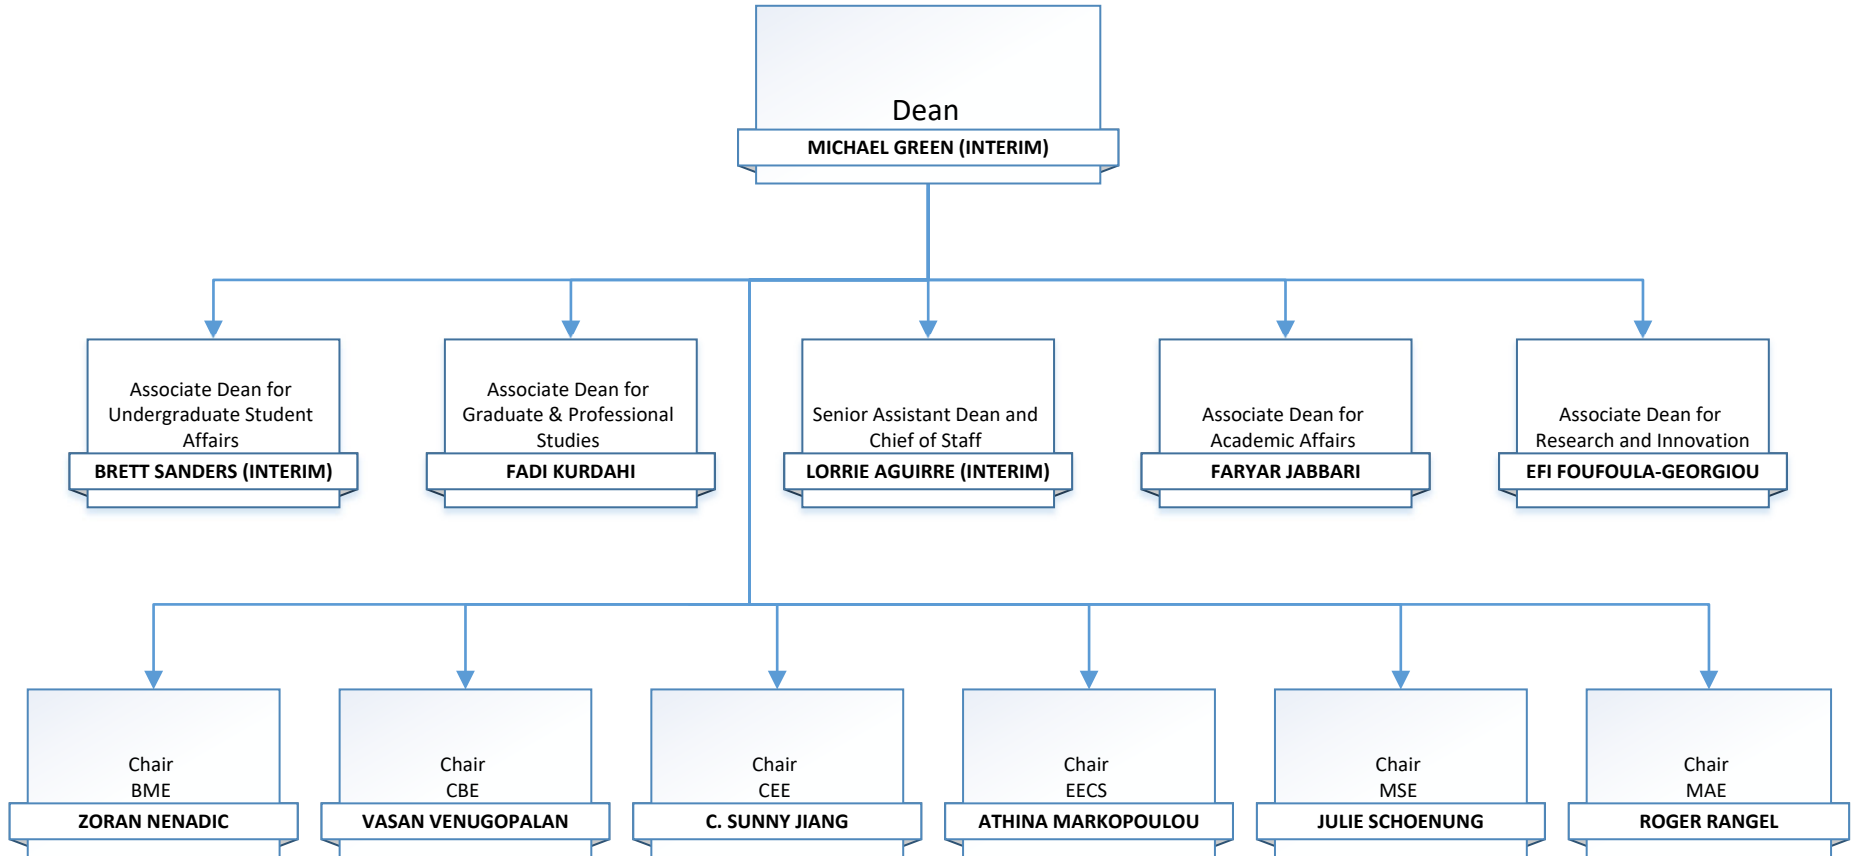 Dean
MICHAEL GREEN (INTERIM)
Associate Dean for
Undergraduate Student
Affairs
BRETT SANDERS (INTERIM)
Associate Dean for
Graduate & Professional
Studies
FADI KURDAHI
Senior Assistant Dean and
Chief of Staff
LORRIE AGUIRRE (INTERIM)
Associate Dean for
Academic Affairs
FARYAR JABBARI
Associate Dean for
Research and Innovation
EFI FOUFOULA-GEORGIOU
Chair
BME
ZORAN NENADIC
Chair
CBE
VASAN VENUGOPALAN
Chair
CEE
C. SUNNY JIANG
Chair
EECS
ATHINA MARKOPOULOU
Chair
MSE
JULIE SCHOENUNG
Chair
MAE
ROGER RANGEL